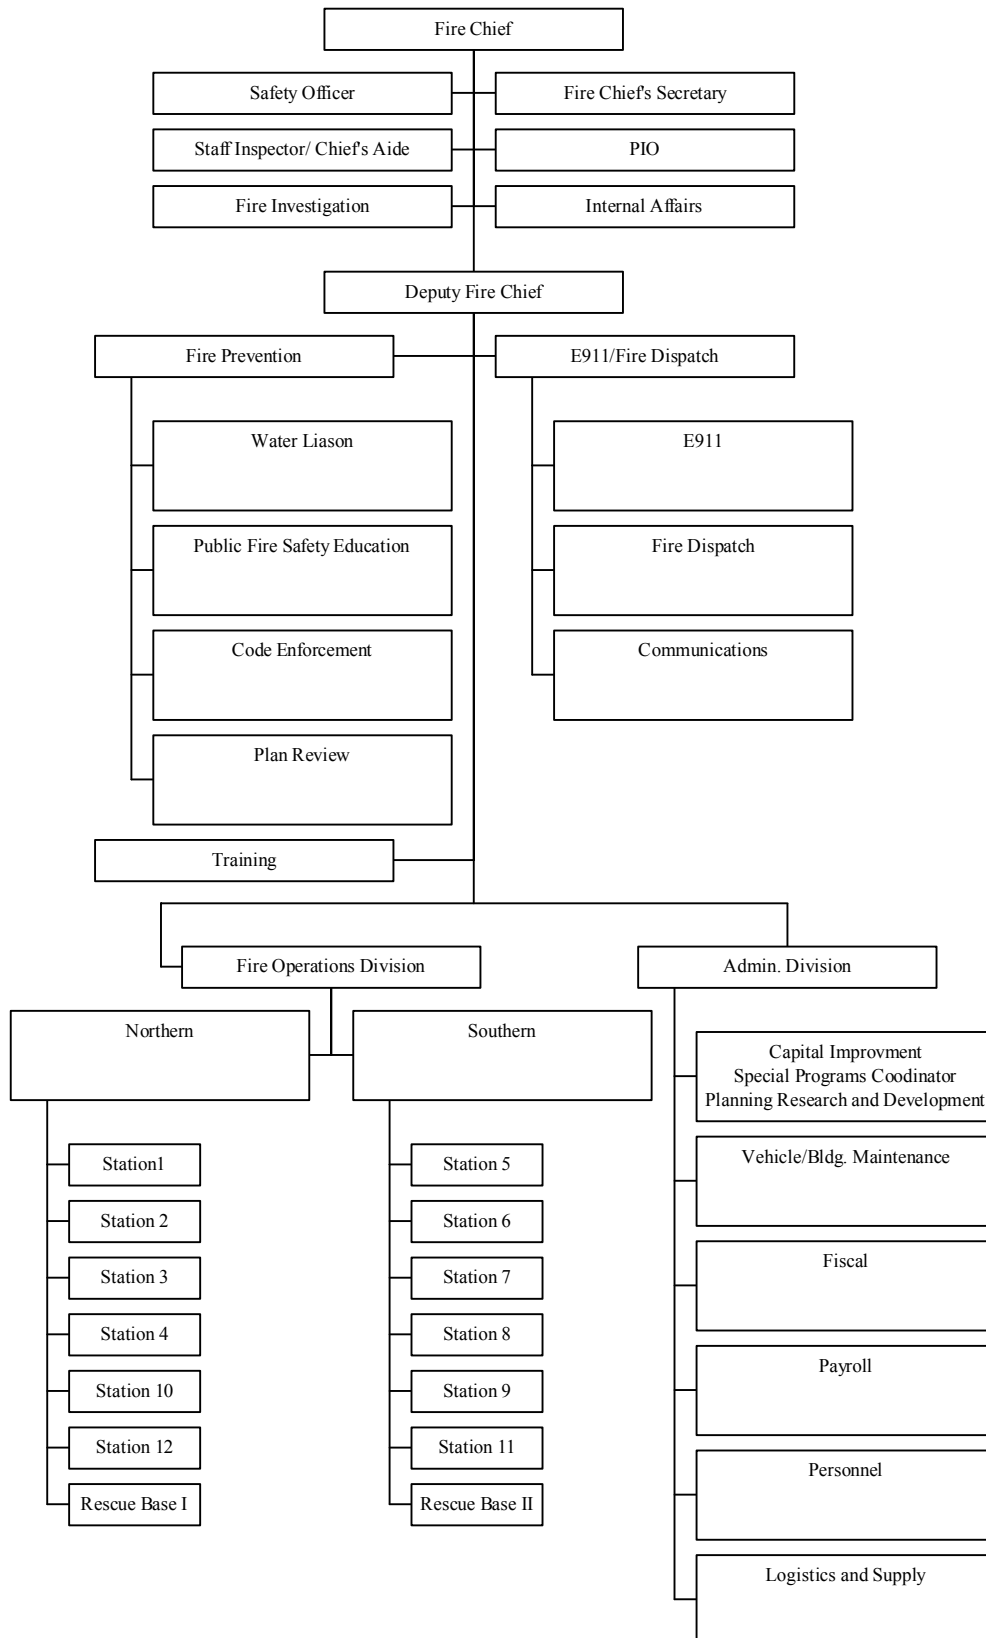 Fire Chief
Safety Officer
Fire Chief's Secretary
Staff Inspector/ Chief's Aide
PIO
Fire Investigation
Internal Affairs
Deputy Fire Chief
Fire Prevention
E911/Fire Dispatch
Water Liason
E911
Public Fire Safety Education
Fire Dispatch
Code Enforcement
Communications
Plan Review
Training
Fire Operations Division
Admin. Division
Northern
Southern
Capital Improvment
Special Programs Coodinator
Planning Research and Development
Station1
Station 5
Vehicle/Bldg. Maintenance
Station 2
Station 6
Station 3
Station 7
Fiscal
Station 4
Station 8
Payroll
Station 10
Station 9
Station 12
Station 11
Personnel
Rescue Base I
Rescue Base II
Logistics and Supply